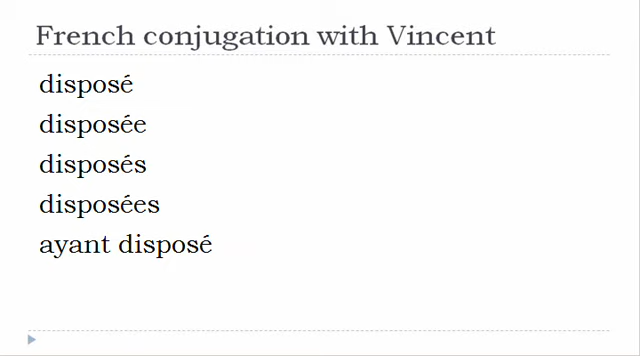 French conjugation with Vincent
disposé
disposée
disposés
disposées
ayant disposé